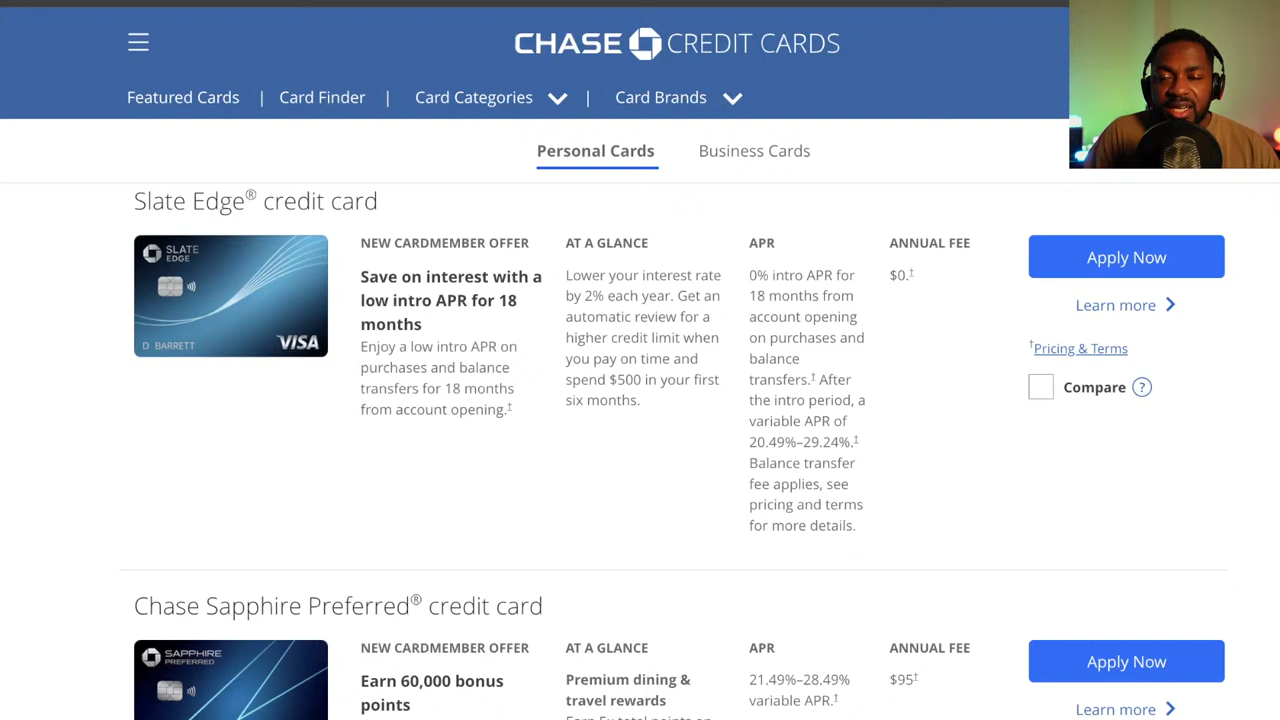 CHASE CREDIT CARDS
Featured Cards | Card Finder | Card Categories | Card Brands
Personal Cards Business Cards
Slate Edge® credit card
SLATE
EDGE
D BARRETT
VISA
NEW CARDMEMBER OFFER
Save on interest with a
low intro APR for 18
months
Enjoy a low intro APR on
purchases and balance
transfers for 18 months
from account opening.†
AT A GLANCE
Lower your interest rate
by 2% each year. Get an
automatic review for a
higher credit limit when
you pay on time and
spend $500 in your first
six months.
APR
0% intro APR for
18 months from
account opening
on purchases and
balance
transfers.† After
the intro period, a
variable APR of
20.49%–29.24%.†
Balance transfer
fee applies, see
pricing and terms
for more details.
ANNUAL FEE
$0.†
Apply Now
Learn more
†Pricing & Terms
Compare ?
Chase Sapphire Preferred® credit card
SAPPHIRE
PREFERRED
NEW CARDMEMBER OFFER
Earn 60,000 bonus
points
AT A GLANCE
Premium dining &
travel rewards
Earn 5x total points on
APR
21.49%–28.49%
variable APR.†
ANNUAL FEE
$95†
Apply Now
Learn more